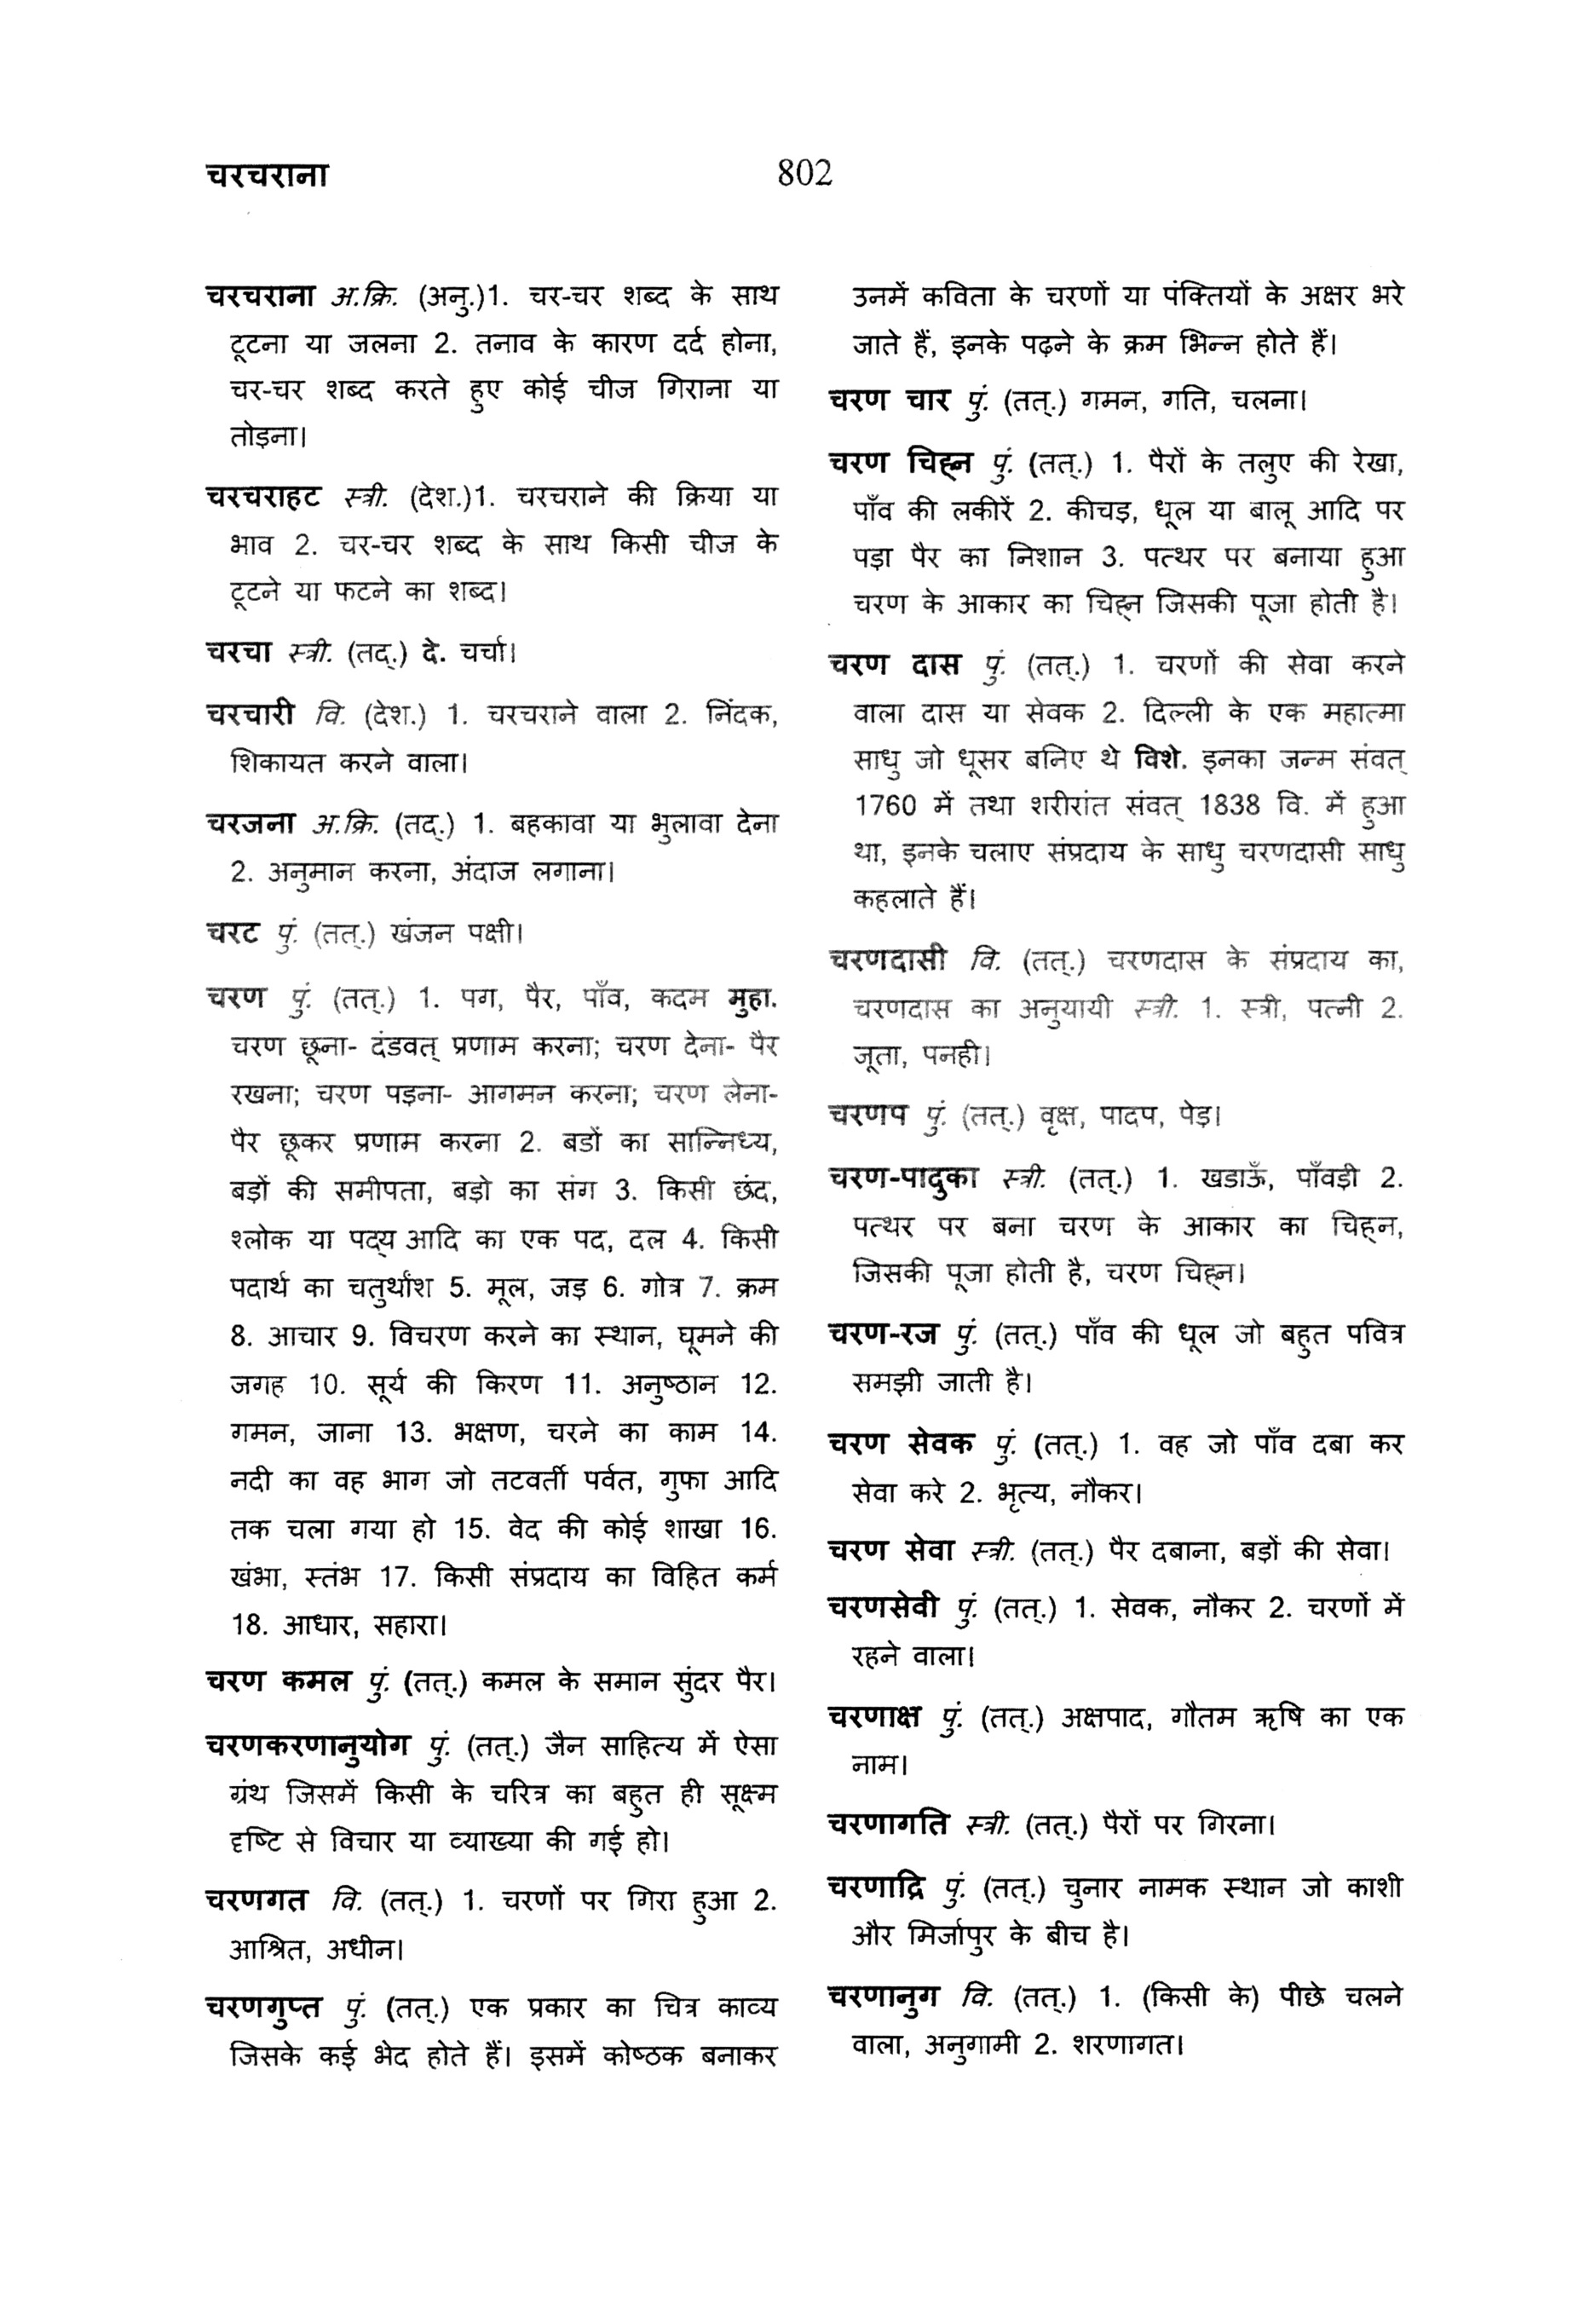 चरचराना
802
चरचराना अ.क्रि. (अनु.)1. चर-चर शब्द के साथ
टूटना या जलना 2. तनाव के कारण दर्द होना,
चर-चर शब्द करते हुए कोई चीज गिराना या
तोड़ना।
चरचराहट स्त्री. (देश.)1. चरचराने की क्रिया या
भाव 2. चर-चर शब्द के साथ किसी चीज के
टूटने या फटने का शब्द।
चरचा स्त्री. (तद्.) दे. चर्चा।
चरचारी वि. (देश.) 1. चरचराने वाला 2. निंदक,
शिकायत करने वाला।
चरजना अ.क्रि. (तद्.) 1. बहकावा या भुलावा देना
2. अनुमान करना, अंदाज लगाना।
चरट पुं. (तत्.) खंजन पक्षी।
चरण पुं. (तत्.) 1. पग, पैर, पाँव, कदम मुहा.
चरण छूना- दंडवत् प्रणाम करना; चरण देना- पैर
रखना; चरण पड़ना- आगमन करना; चरण लेना-
पैर छूकर प्रणाम करना 2. बडों का सान्निध्य,
बड़ों की समीपता, बड़ो का संग 3. किसी छंद,
श्लोक या पद्य आदि का एक पद, दल 4. किसी
पदार्थ का चतुर्थांश 5. मूल, जड़ 6. गोत्र 7. क्रम
8. आचार 9. विचरण करने का स्थान, घूमने की
जगह 10. सूर्य की किरण 11. अनुष्ठान 12.
गमन, जाना 13. भक्षण, चरने का काम 14.
नदी का वह भाग जो तटवर्ती पर्वत, गुफा आदि
तक चला गया हो 15. वेद की कोई शाखा 16.
खंभा, स्तंभ 17. किसी संप्रदाय का विहित कर्म
18. आधार, सहारा।
चरण कमल पुं. (तत्.) कमल के समान सुंदर पैर।
चरणकरणानुयोग पुं. (तत्.) जैन साहित्य में ऐसा
ग्रंथ जिसमें किसी के चरित्र का बहुत ही सूक्ष्म
दृष्टि से विचार या व्याख्या की गई हो।
चरणगत वि. (तत्.) 1. चरणों पर गिरा हुआ 2.
आश्रित, अधीन।
चरणगुप्त पुं. (तत्.) एक प्रकार का चित्र काव्य
जिसके कई भेद होते हैं। इसमें कोष्ठक बनाकर
उनमें कविता के चरणों या पंक्तियों के अक्षर भरे
जाते हैं, इनके पढ़ने के क्रम भिन्न होते हैं।
चरण चार पुं. (तत्.) गमन, गति, चलना।
चरण चिह्न पुं. (तत्.) 1. पैरों के तलुए की रेखा,
पाँव की लकीरें 2. कीचड़, धूल या बालू आदि पर
पड़ा पैर का निशान 3. पत्थर पर बनाया हुआ
चरण के आकार का चिह्न जिसकी पूजा होती है।
चरण दास पुं. (तत्.) 1. चरणों की सेवा करने
वाला दास या सेवक 2. दिल्ली के एक महात्मा
साधु जो धूसर बनिए थे विशे. इनका जन्म संवत्
1760 में तथा शरीरांत संवत् 1838 वि. में हुआ
था, इनके चलाए संप्रदाय के साधु चरणदासी साधु
कहलाते हैं।
चरणदासी वि. (तत्.) चरणदास के संप्रदाय का,
चरणदास का अनुयायी स्त्री. 1. स्त्री, पत्नी 2.
जूता, पनही।
चरणप पुं. (तत्.) वृक्ष, पादप, पेड़।
चरण-पादुका स्त्री. (तत्.) 1. खडाऊँ, पाँवड़ी 2.
पत्थर पर बना चरण के आकार का चिह्न,
जिसकी पूजा होती है, चरण चिह्न।
चरण-रज पुं. (तत्.) पाँव की धूल जो बहुत पवित्र
समझी जाती है।
चरण सेवक पुं. (तत्.) 1. वह जो पाँव दबा कर
सेवा करे 2. भृत्य, नौकर।
चरण सेवा स्त्री. (तत्.) पैर दबाना, बड़ों की सेवा।
चरणसेवी पुं. (तत्.) 1. सेवक, नौकर 2. चरणों में
रहने वाला।
चरणाक्ष पुं. (तत्.) अक्षपाद, गौतम ऋषि का एक
नाम।
चरणागति स्त्री. (तत्.) पैरों पर गिरना।
चरणाद्रि पुं. (तत्.) चुनार नामक स्थान जो काशी
और मिर्जापुर के बीच है।
चरणानुग वि. (तत्.) 1. (किसी के) पीछे चलने
वाला, अनुगामी 2. शरणागत।